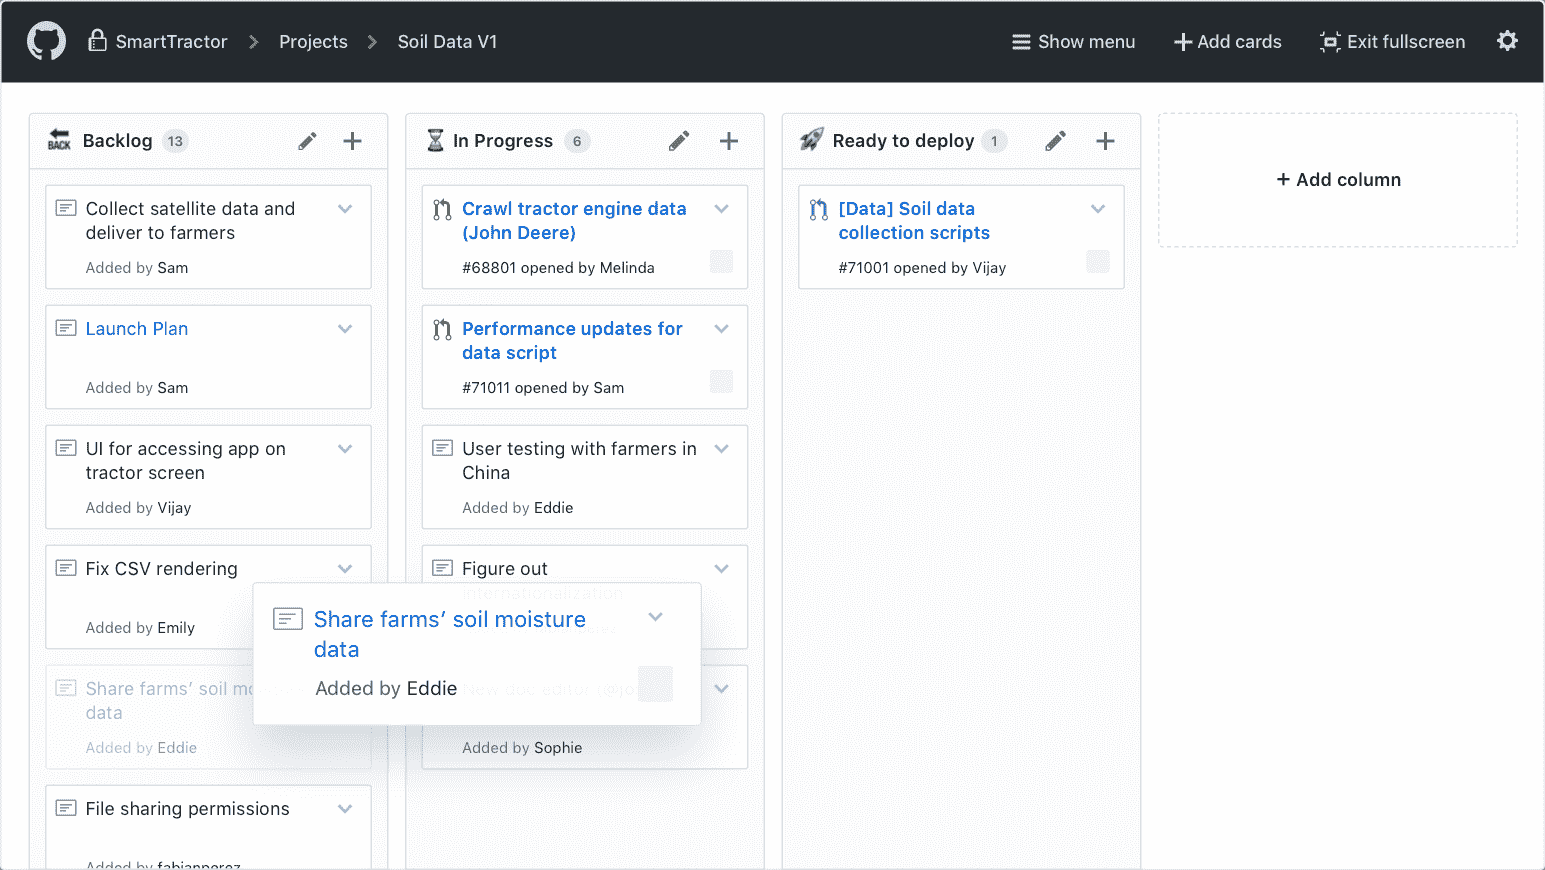 SmartTractor
Projects
Soil Data V1
Show menu
Add cards
Exit fullscreen
BACK
Backlog 13
Collect satellite data and
deliver to farmers
Added by Sam
Launch Plan
Added by Sam
UI for accessing app on
tractor screen
Added by Vijay
Fix CSV rendering
Added by Emily
Share farms’ soil mo
data
Added by Eddie
File sharing permissions
Added by fabianperez
In Progress 6
Crawl tractor engine data
(John Deere)
#68801 opened by Melinda
Performance updates for
data script
#71011 opened by Sam
User testing with farmers in
China
Added by Eddie
Figure out
internationalization
Share farms’ soil moisture
data
Added by Eddie
New doc editor
Added by Sophie
Ready to deploy 1
[Data] Soil data
collection scripts
#71001 opened by Vijay
+ Add column